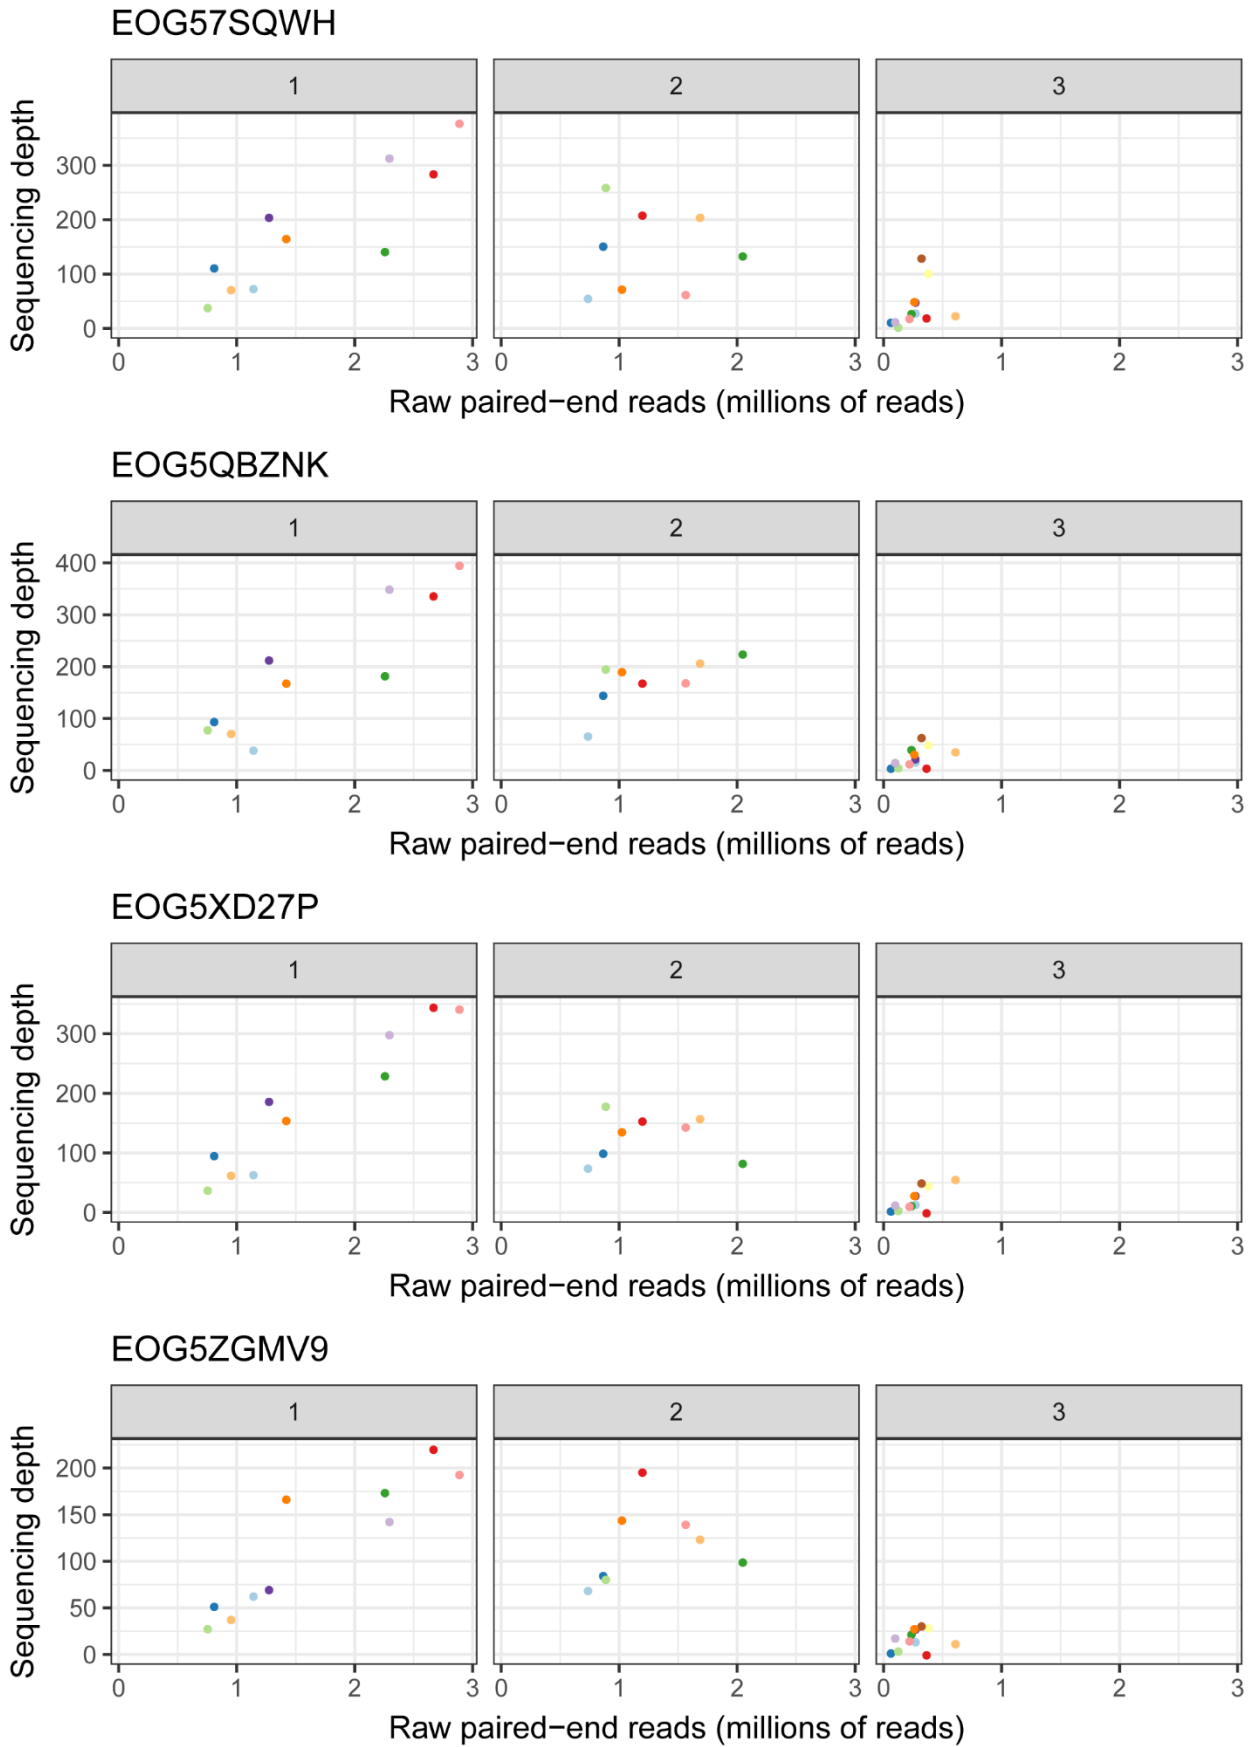 EOG57SQWH
1 2 3
Sequencing depth
300
200
100
0
0 1 2 3 0 1 2 3 0 1 2 3
Raw paired−end reads (millions of reads)
EOG5QBZNK
1 2 3
Sequencing depth
400
300
200
100
0
0 1 2 3 0 1 2 3 0 1 2 3
Raw paired−end reads (millions of reads)
EOG5XD27P
1 2 3
Sequencing depth
300
200
100
0
0 1 2 3 0 1 2 3 0 1 2 3
Raw paired−end reads (millions of reads)
EOG5ZGMV9
1 2 3
Sequencing depth
200
150
100
50
0
0 1 2 3 0 1 2 3 0 1 2 3
Raw paired−end reads (millions of reads)